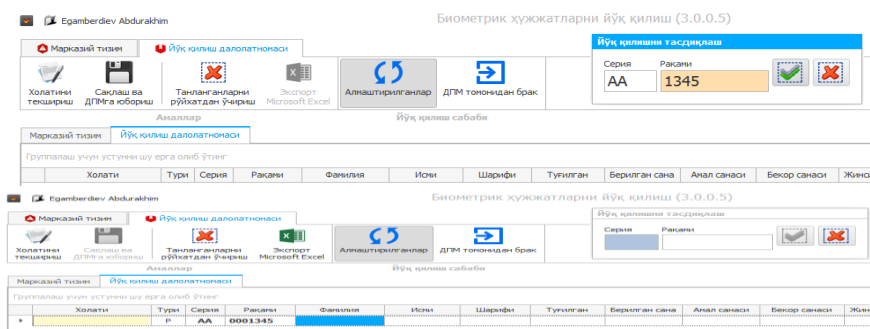 Egamberdiev Abdurakhim
Биометрик ҳужжатларни йўқ қилиш (3.0.0.5)
Марказий тизим Йўқ қилиш далолатномаси
Йўқ қилишни тасдиқлаш
Серия Рақами
AA 1345
Холатини текшириш
Сақлаш ва ДПМга юбориш
Танланганларни рўйхатдан ўчириш
Экспорт Microsoft Excel
Алмаштирилганлар
ДПМ томонидан брак
Амаллар Йўқ қилиш сабаби
Марказий тизим Йўқ қилиш далолатномаси
Группалаш учун устунни шу ерга олиб ўтинг
Холати Тури Серия Рақами Фамилия Исми Шарифи Туғилган Берилган сана Амал санаси Бекор санаси Жинси
Egamberdiev Abdurakhim
Биометрик ҳужжатларни йўқ қилиш (3.0.0.5)
Марказий тизим Йўқ қилиш далолатномаси
Йўқ қилишни тасдиқлаш
Серия Рақами
Холатини текшириш
Сақлаш ва ДПМга юбориш
Танланганларни рўйхатдан ўчириш
Экспорт Microsoft Excel
Алмаштирилганлар
ДПМ томонидан брак
Амаллар Йўқ қилиш сабаби
Марказий тизим Йўқ қилиш далолатномаси
Группалаш учун устунни шу ерга олиб ўтинг
Холати Тури Серия Рақами Фамилия Исми Шарифи Туғилган Берилган сана Амал санаси Бекор санаси Жин
P AA 0001345